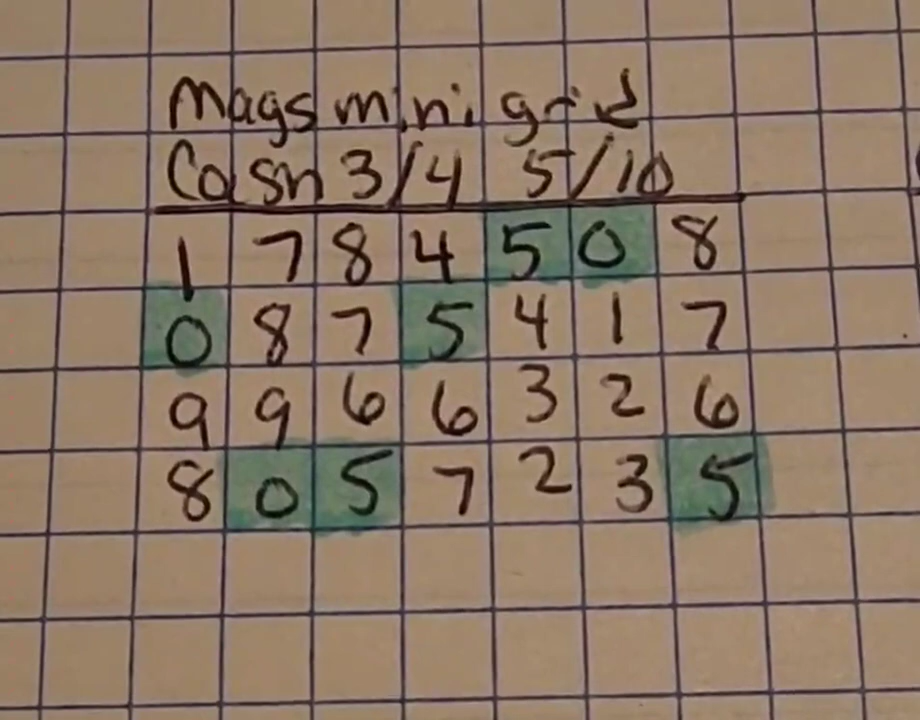 Mags mini grid
Cash 3/4 5/10
1 7 8 4 5 0 8
0 8 7 5 4 1 7
9 9 6 6 3 2 6
8 0 5 7 2 3 5